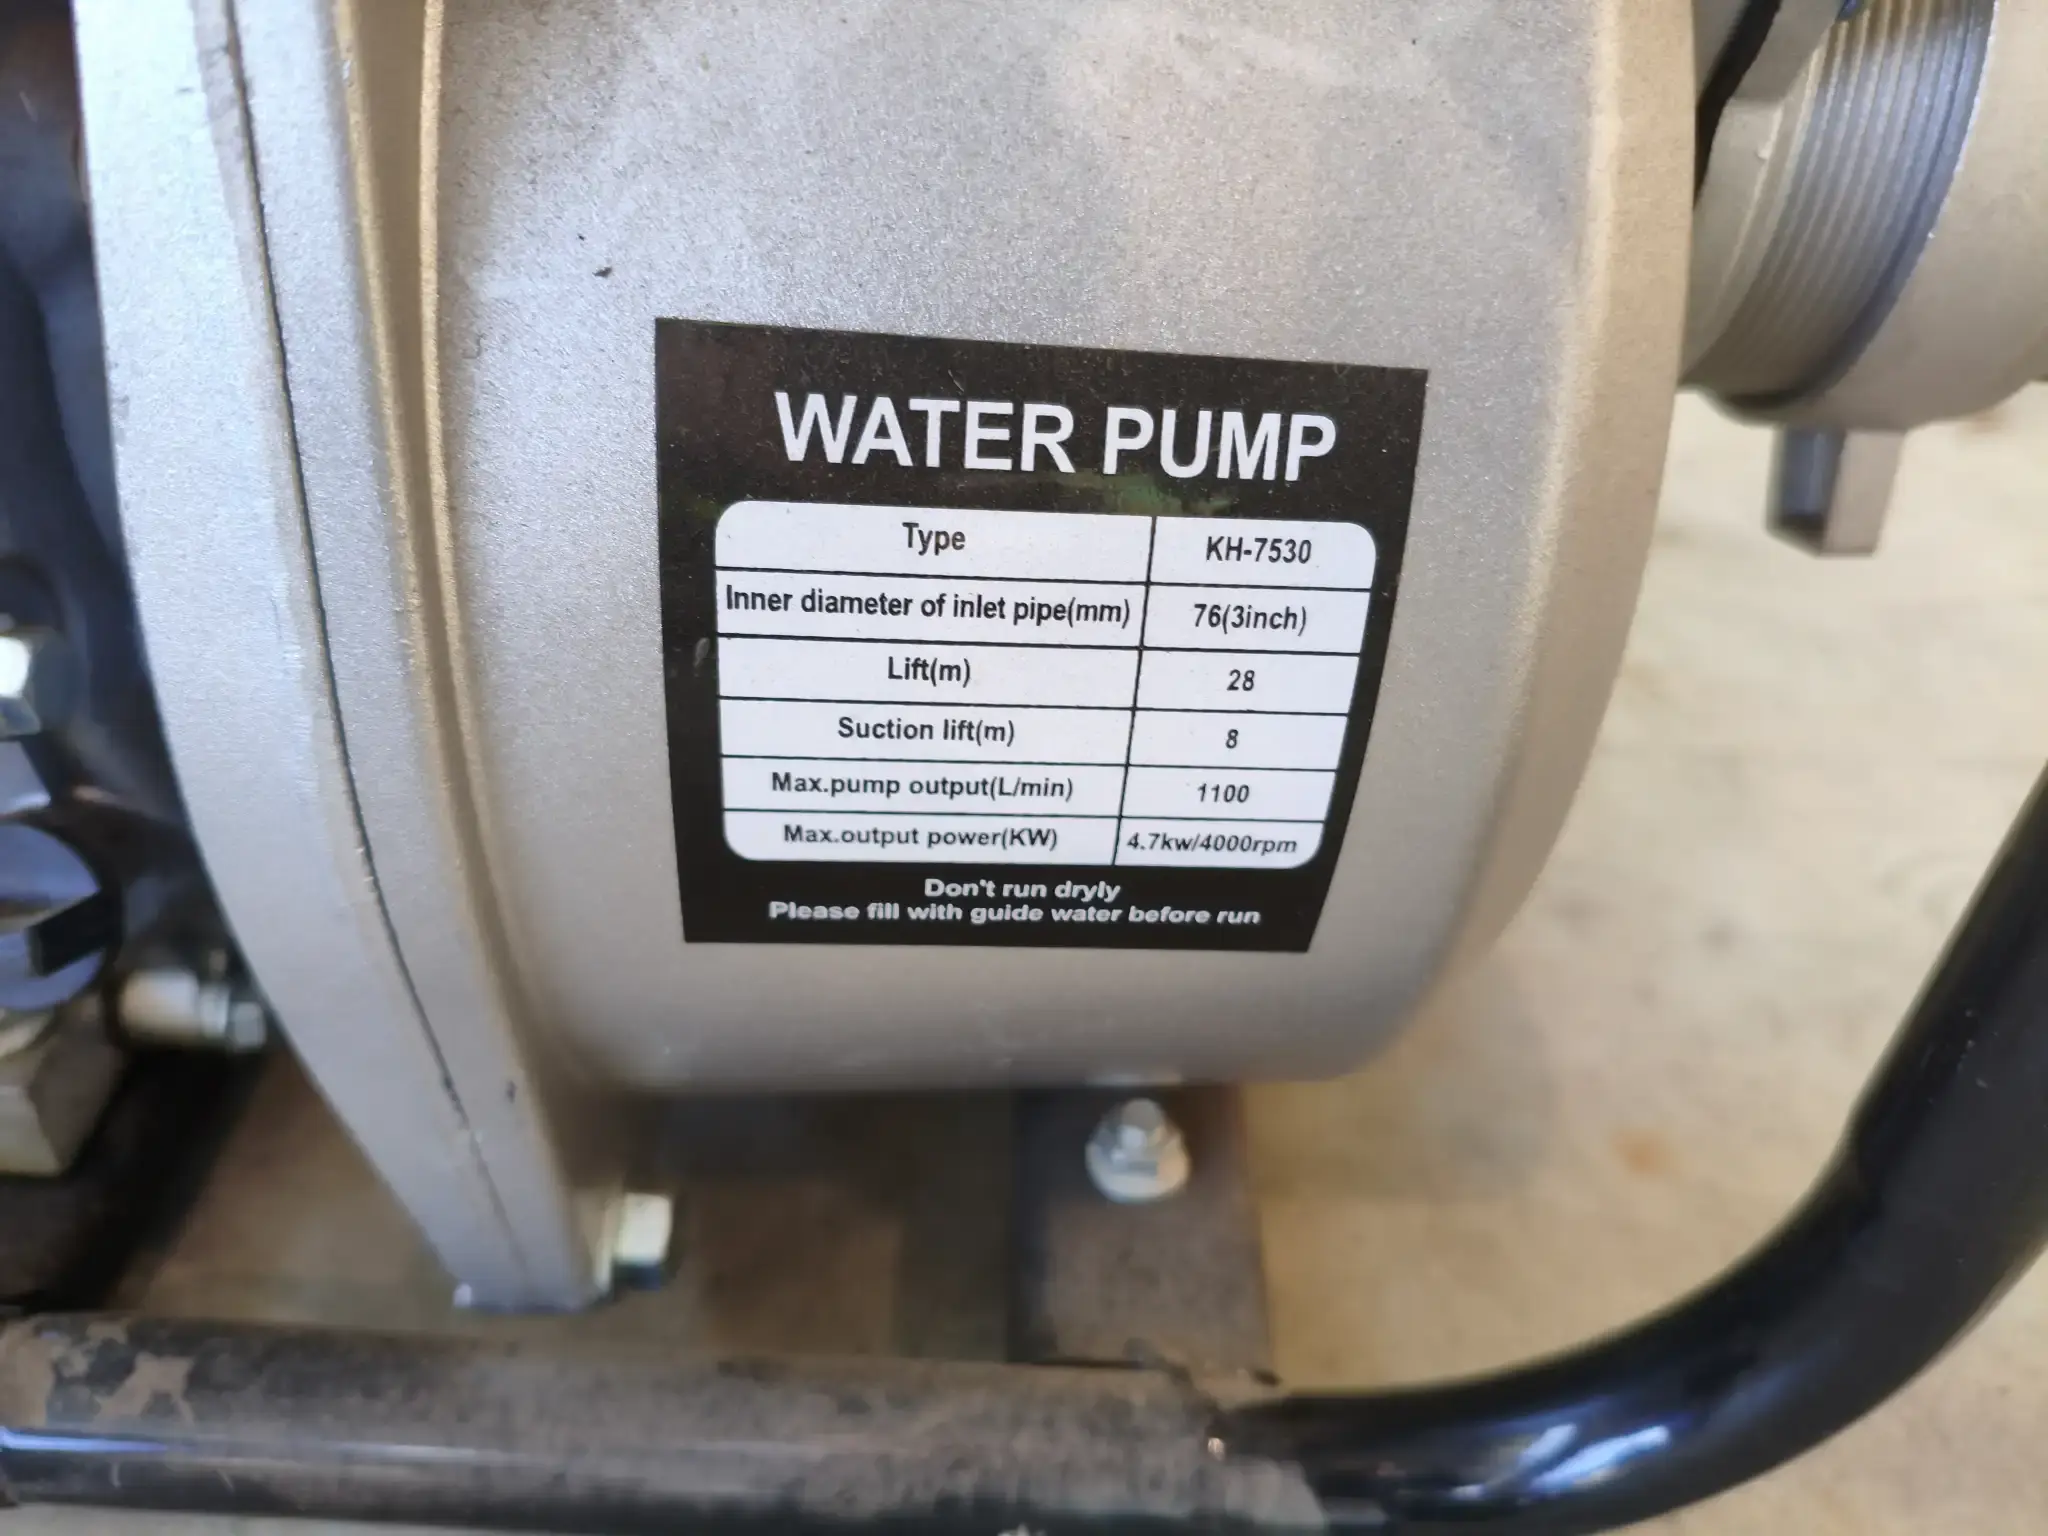 WATER PUMP
Type KH-7530
Inner diameter of inlet pipe(mm) 76(3inch)
Lift(m) 28
Suction lift(m) 8
Max.pump output(L/min) 1100
Max.output power(KW) 4.7kw/4000rpm
Don't run dryly
Please fill with guide water before run